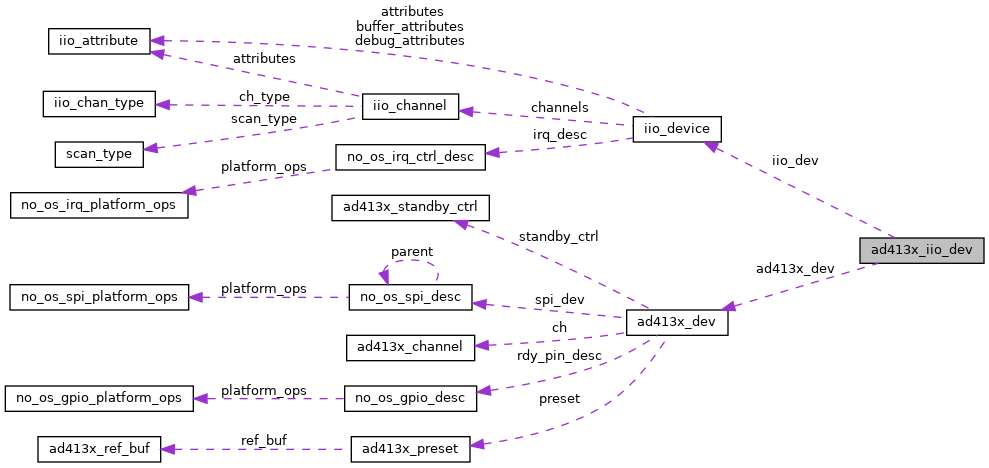 attributes
buffer_attributes
debug_attributes
iio_attribute
attributes
ch_type
iio_chan_type
iio_channel
channels
scan_type
iio_device
irq_desc
scan_type
no_os_irq_ctrl_desc
iio_dev
platform_ops
no_os_irq_platform_ops
ad413x_standby_ctrl
standby_ctrl
ad413x_iio_dev
parent
ad413x_dev
platform_ops
no_os_spi_platform_ops
no_os_spi_desc
spi_dev
ad413x_dev
ch
ad413x_channel
rdy_pin_desc
platform_ops
no_os_gpio_platform_ops
no_os_gpio_desc
preset
ref_buf
ad413x_ref_buf
ad413x_preset